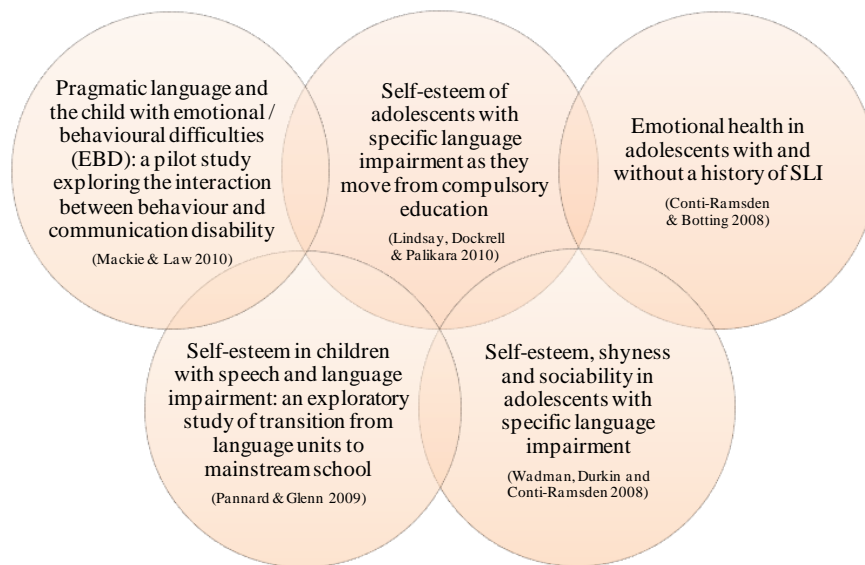 Pragmatic language and
the child with emotional /
behavioural difficulties
(EBD): a pilot study
exploring the interaction
between behaviour and
communication disability
(Mackie & Law 2010)
Self-esteem of
adolescents with
specific language
impairment as they
move from compulsory
education
(Lindsay, Dockrell
& Palikara 2010)
Emotional health in
adolescents with and
without a history of SLI
(Conti-Ramsden
& Botting 2008)
Self-esteem in children
with speech and language
impairment: an exploratory
study of transition from
language units to
mainstream school
(Pannard & Glenn 2009)
Self-esteem, shyness
and sociability in
adolescents with
specific language
impairment
(Wadman, Durkin and
Conti-Ramsden 2008)